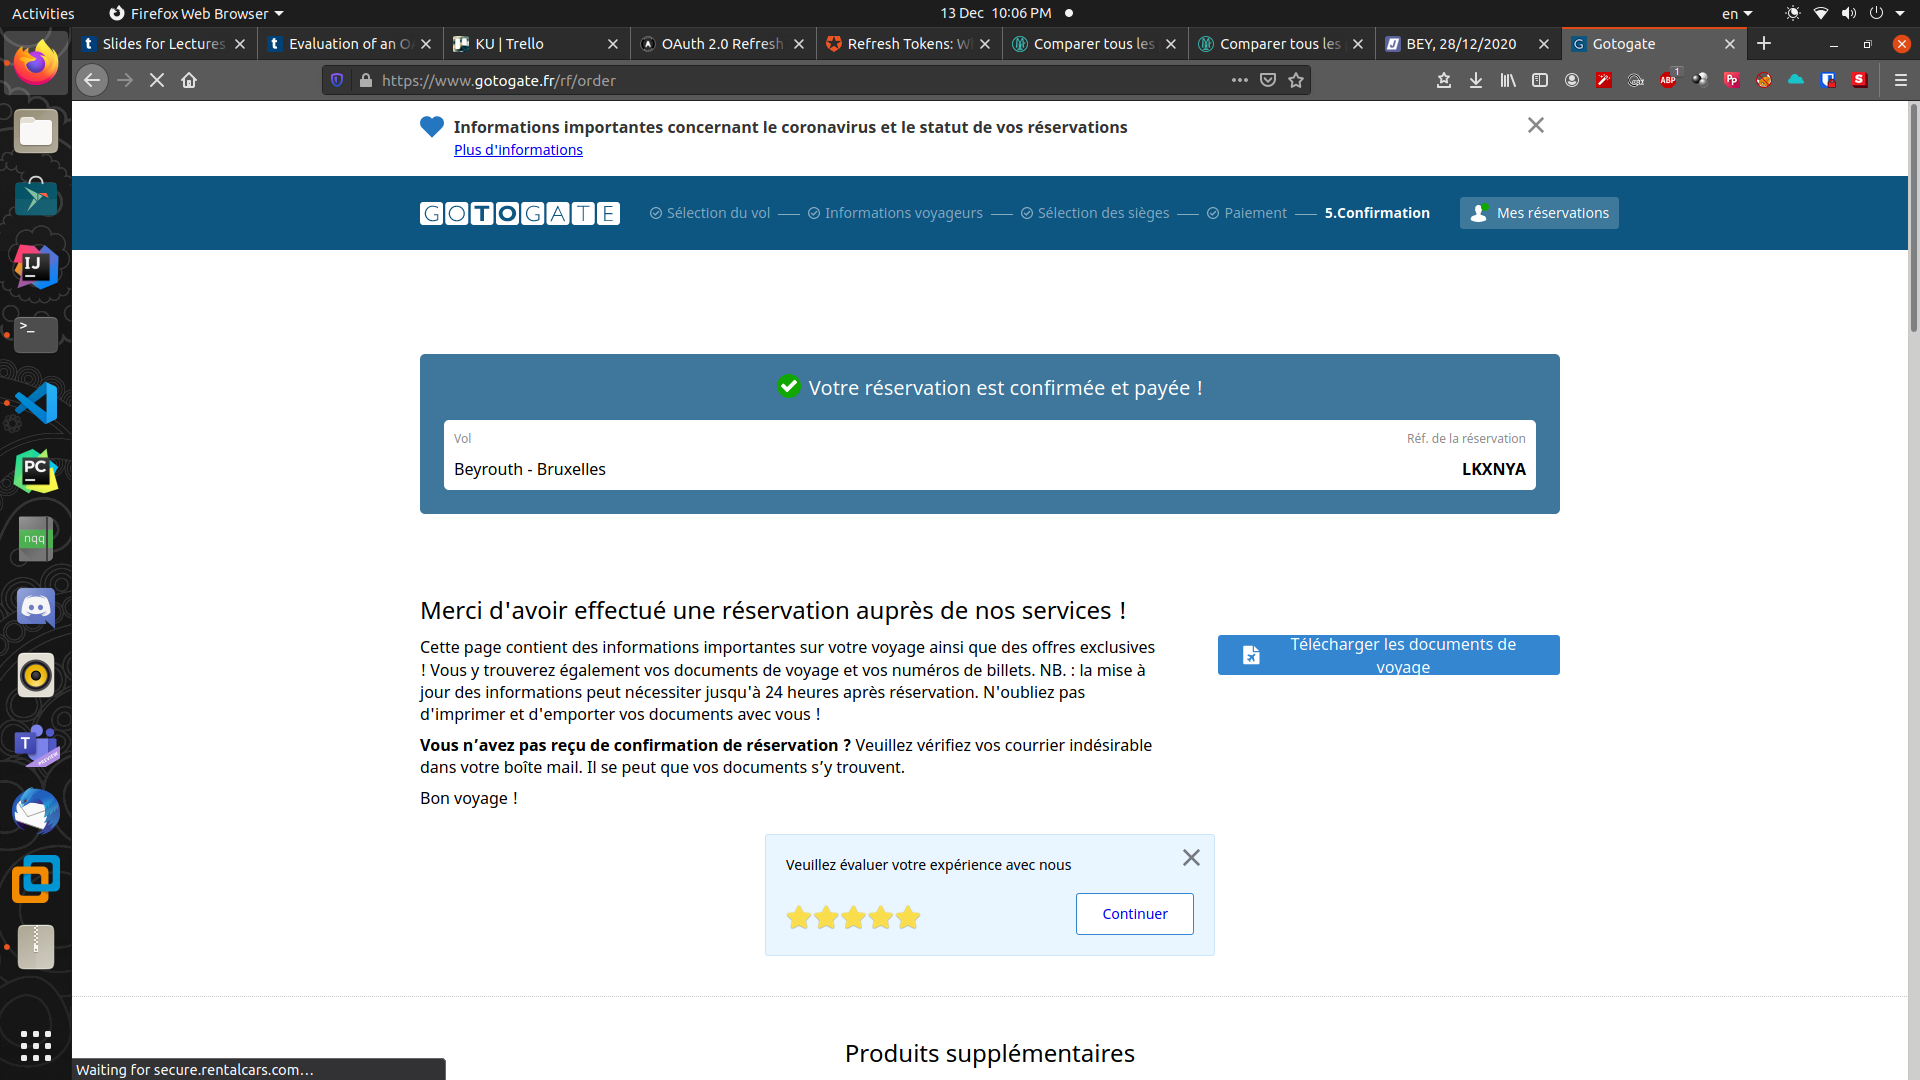 Activities
Firefox Web Browser
13 Dec 10:06 PM
en
Slides for Lectures
Evaluation of an O
KU | Trello
OAuth 2.0 Refresh
Refresh Tokens: W
Comparer tous les
Comparer tous les
BEY, 28/12/2020
Gotogate
https://www.gotogate.fr/rf/order
Informations importantes concernant le coronavirus et le statut de vos réservations
Plus d'informations
GOTOGATE
Sélection du vol
Informations voyageurs
Sélection des sièges
Paiement
5.Confirmation
Mes réservations
Votre réservation est confirmée et payée !
Vol
Réf. de la réservation
Beyrouth - Bruxelles
LKXNYA
Merci d'avoir effectué une réservation auprès de nos services !
Cette page contient des informations importantes sur votre voyage ainsi que des offres exclusives
! Vous y trouverez également vos documents de voyage et vos numéros de billets. NB. : la mise à
jour des informations peut nécessiter jusqu'à 24 heures après réservation. N'oubliez pas
d'imprimer et d'emporter vos documents avec vous !
Télécharger les documents de
voyage
Vous n’avez pas reçu de confirmation de réservation ? Veuillez vérifiez vos courrier indésirable
dans votre boîte mail. Il se peut que vos documents s’y trouvent.
Bon voyage !
Veuillez évaluer votre expérience avec nous
Continuer
Produits supplémentaires
Waiting for secure.rentalcars.com…
IJ
>_
PC
nqq
T
ABP
1
Pp
S